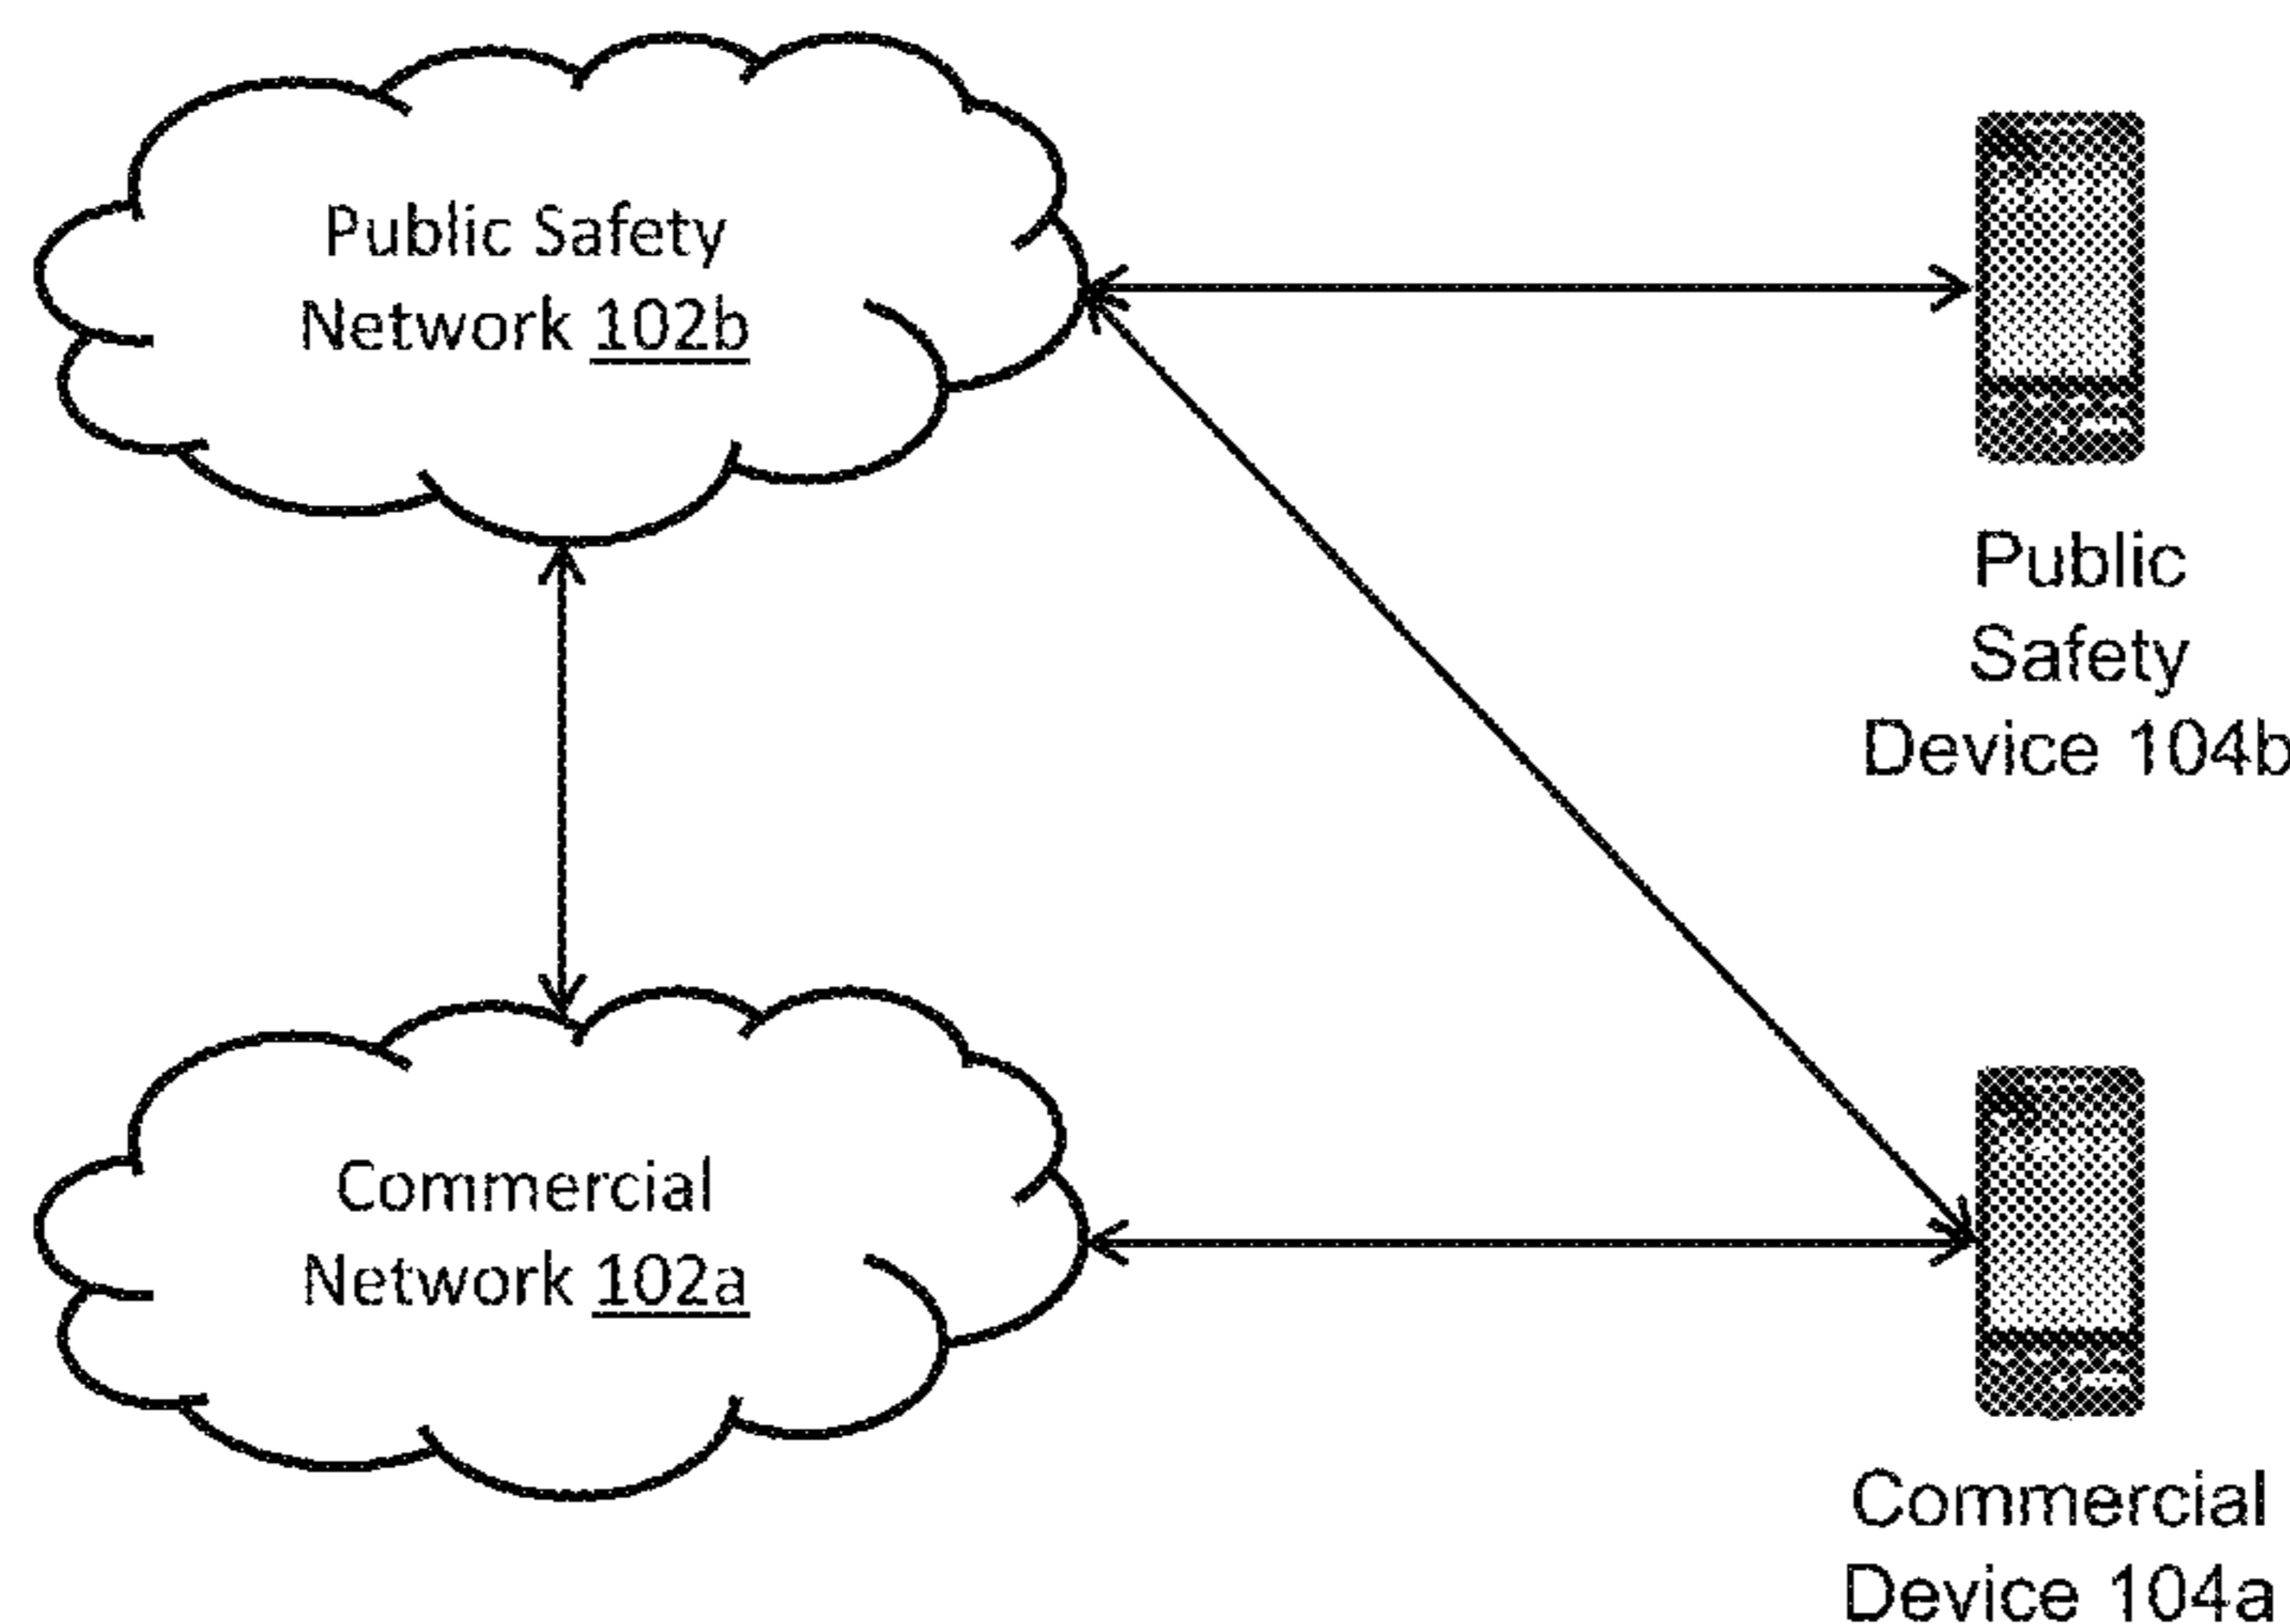 Public Safety
Network 102b
Public
Safety
Device 104b
Commercial
Network 102a
Commercial
Device 104a